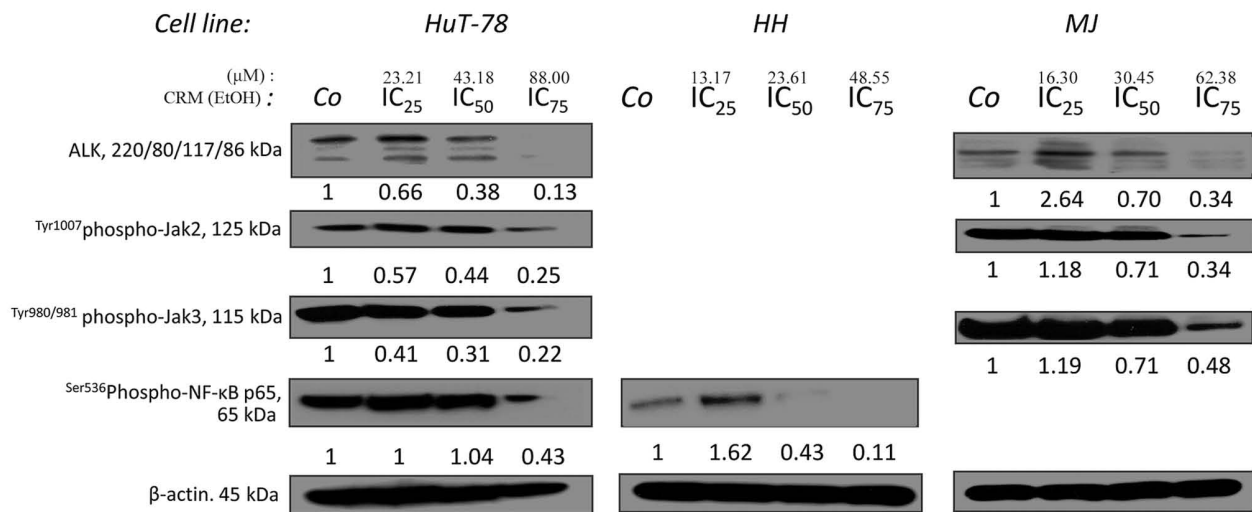 Cell line: HuT-78 HH MJ
(μM) : 23.21 43.18 88.00 13.17 23.61 48.55 16.30 30.45 62.38
CRM (EtOH) : Co IC25 IC50 IC75 Co IC25 IC50 IC75 Co IC25 IC50 IC75
ALK, 220/80/117/86 kDa
1 0.66 0.38 0.13 1 2.64 0.70 0.34
Tyr1007phospho-Jak2, 125 kDa
1 0.57 0.44 0.25 1 1.18 0.71 0.34
Tyr980/981 phospho-Jak3, 115 kDa
1 0.41 0.31 0.22 1 1.19 0.71 0.48
Ser536Phospho-NF-κB p65,
65 kDa
1 1 1.04 0.43 1 1.62 0.43 0.11
β-actin. 45 kDa